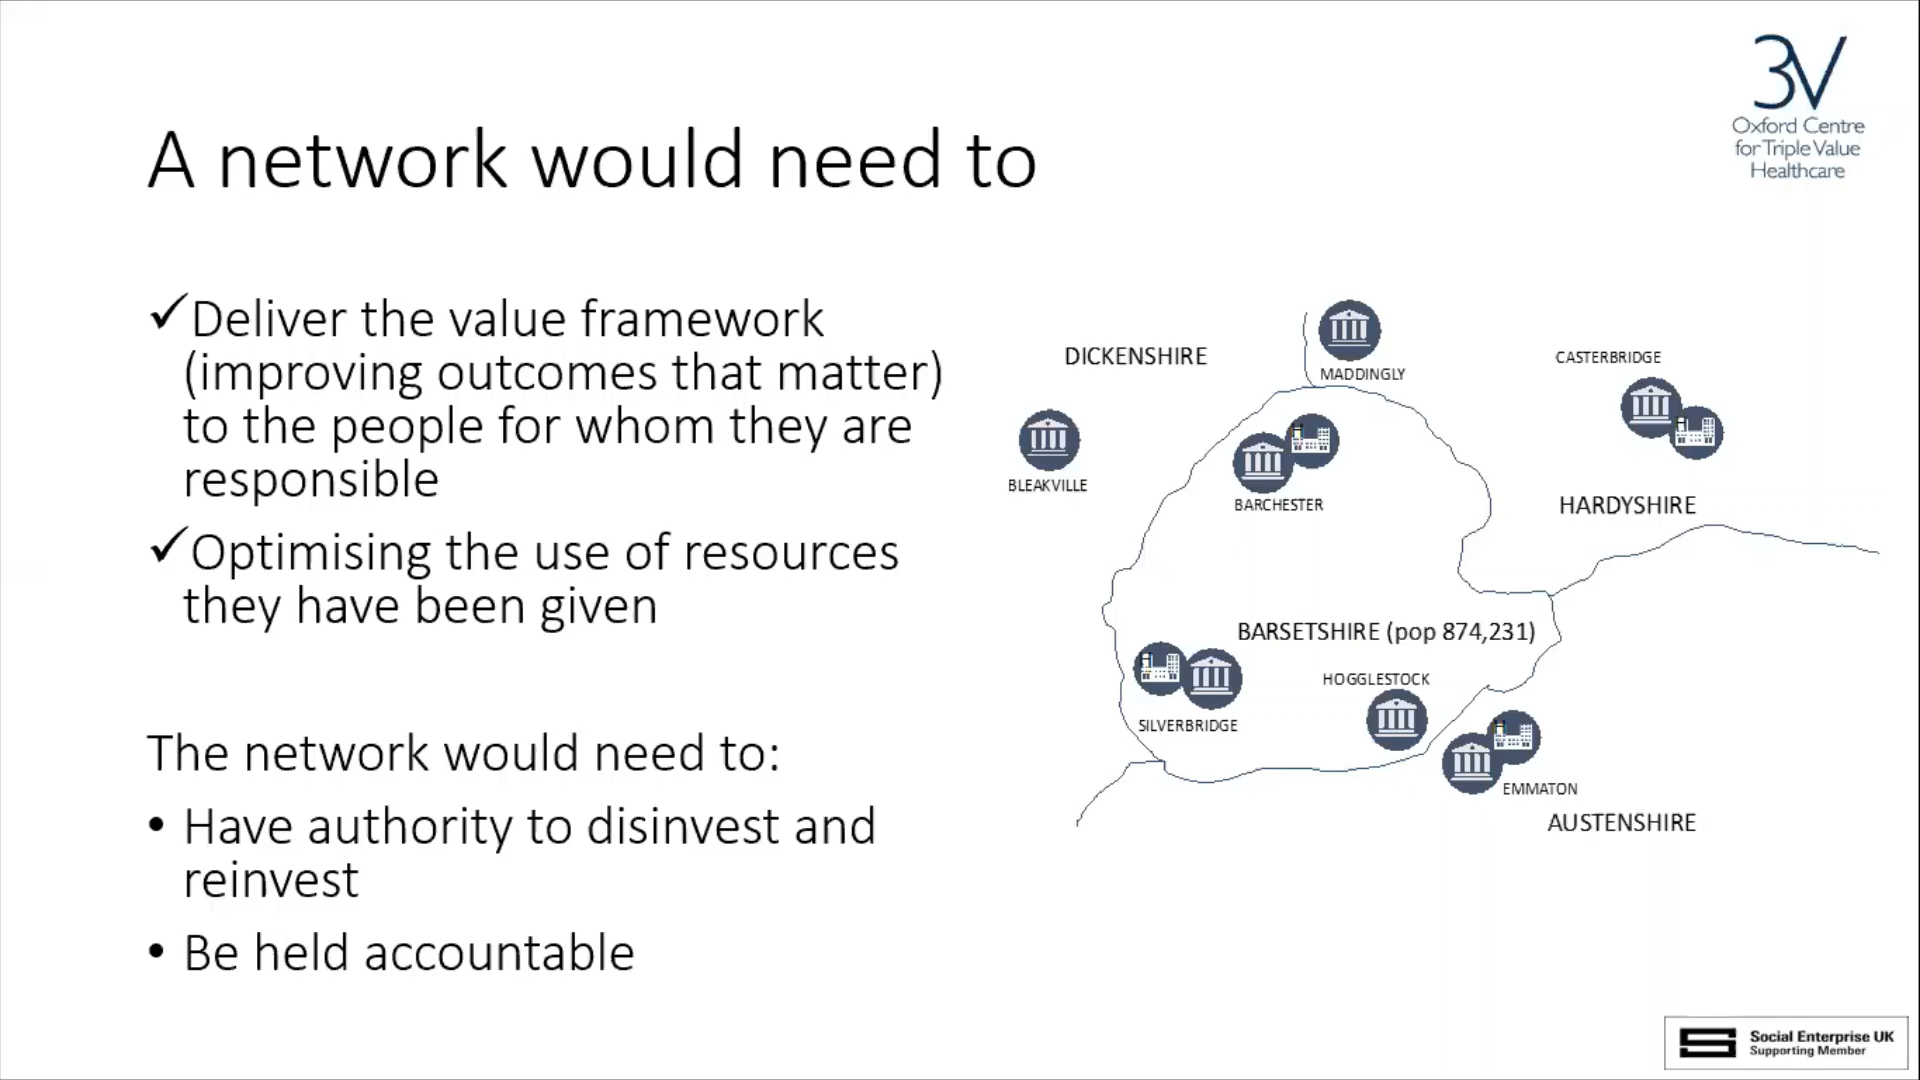 3V
Oxford Centre
for Triple Value
Healthcare
A network would need to
✓Deliver the value framework
(improving outcomes that matter)
to the people for whom they are
responsible
✓Optimising the use of resources
they have been given
The network would need to:
• Have authority to disinvest and
reinvest
• Be held accountable
DICKENSHIRE
MADDINGLY
CASTERBRIDGE
BLEAKVILLE
BARCHESTER
HARDYSHIRE
BARSETSHIRE (pop 874,231)
HOGGLESTOCK
SILVERBRIDGE
EMMATON
AUSTENSHIRE
Social Enterprise UK
Supporting Member